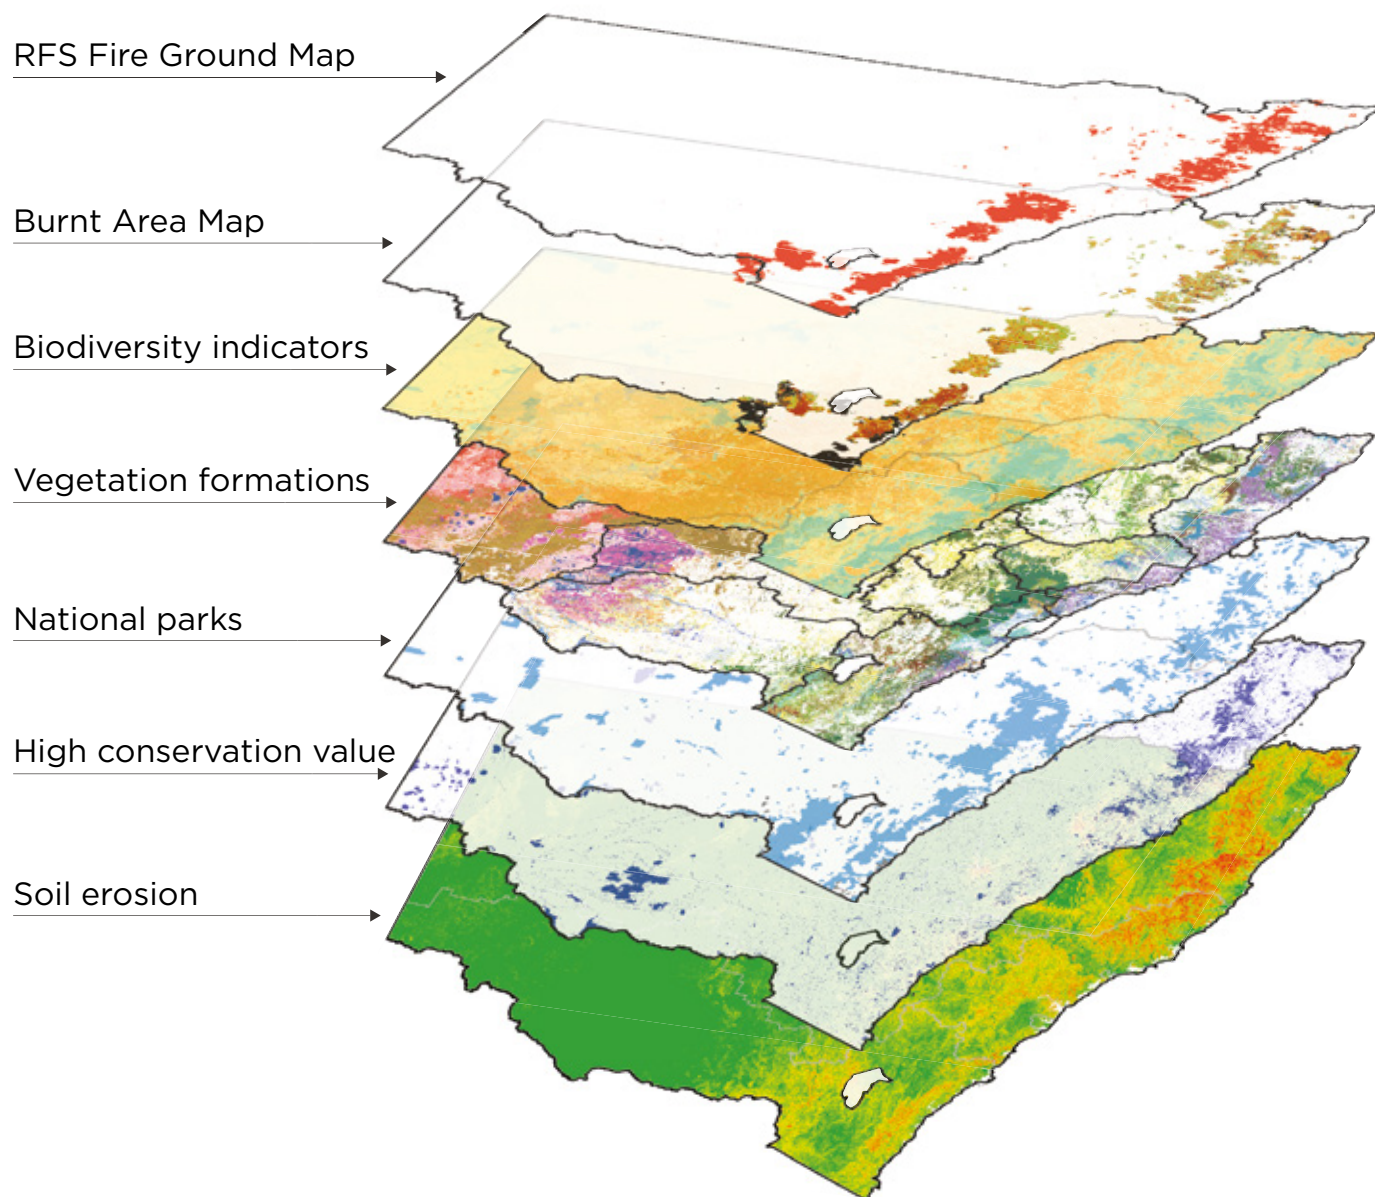 RFS Fire Ground Map
Burnt Area Map
Biodiversity indicators
Vegetation formations
National parks
High conservation value
Soil erosion